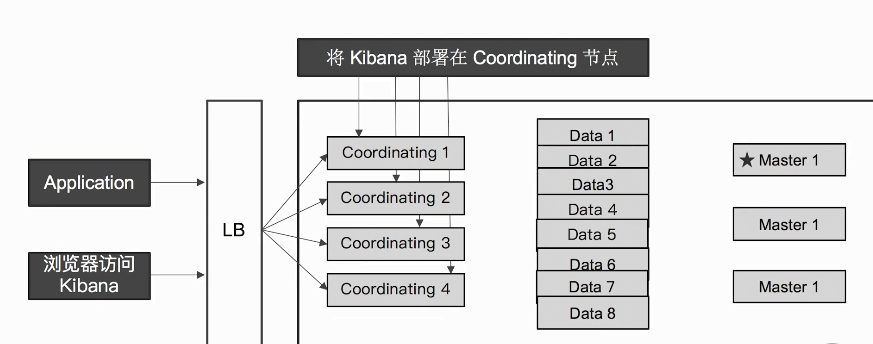 将 Kibana 部署在 Coordinating 节点
Application
浏览器访问
Kibana
LB
Coordinating 1
Coordinating 2
Coordinating 3
Coordinating 4
Data 1
Data 2
Data3
Data 4
Data 5
Data 6
Data 7
Data 8
★ Master 1
Master 1
Master 1